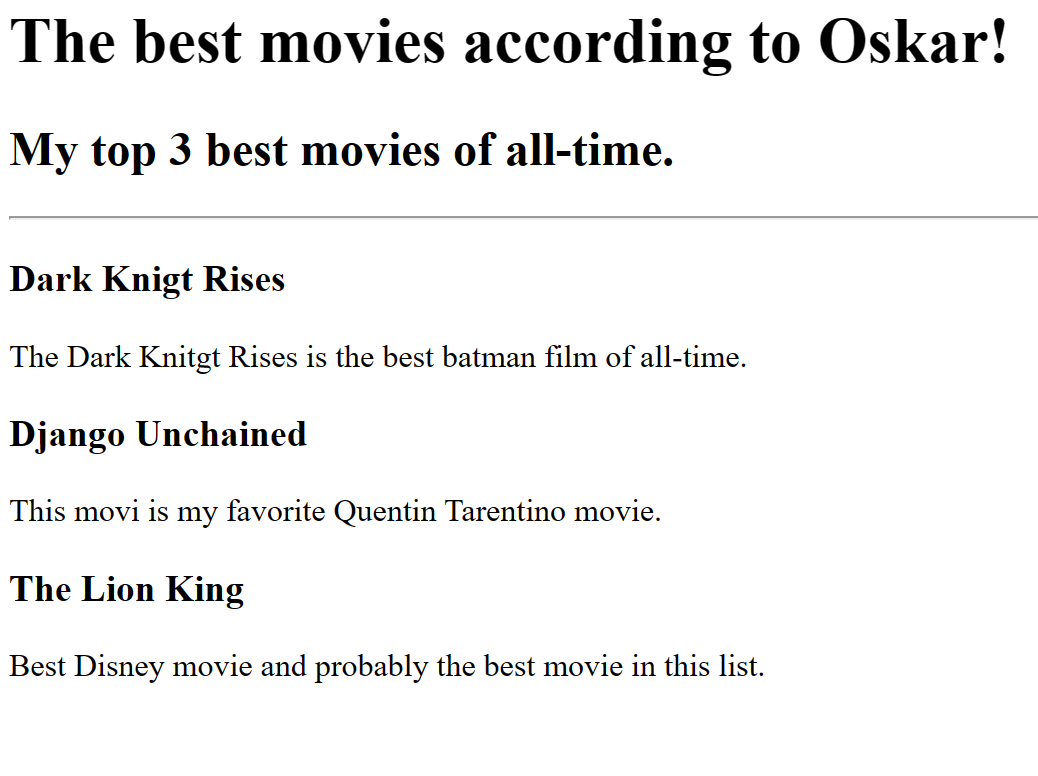 The best movies according to Oskar!
My top 3 best movies of all-time.
Dark Knigt Rises
The Dark Knitgt Rises is the best batman film of all-time.
Django Unchained
This movi is my favorite Quentin Tarentino movie.
The Lion King
Best Disney movie and probably the best movie in this list.